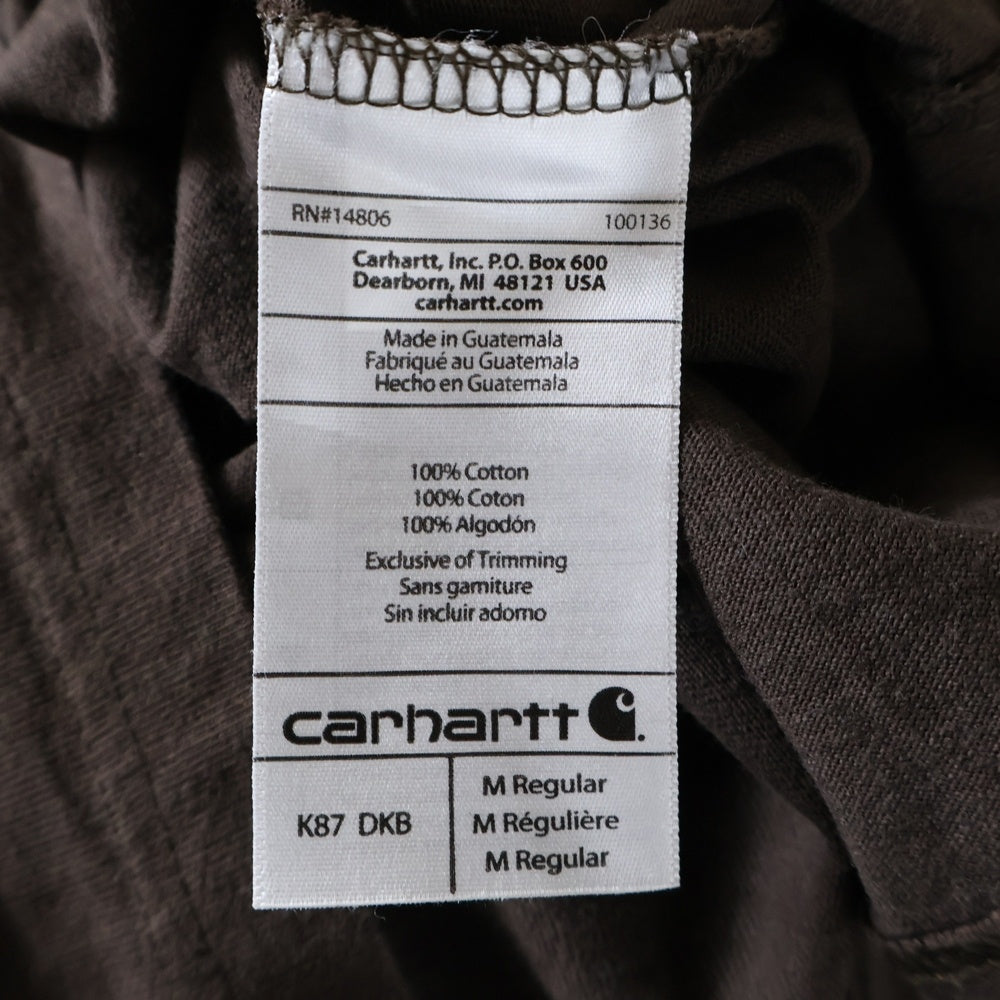 RN#14806 100136
Carhartt, Inc. P.O. Box 600
Dearborn, MI 48121 USA
carhartt.com
Made in Guatemala
Fabriqué au Guatemala
Hecho en Guatemala
100% Cotton
100% Coton
100% Algodón
Exclusive of Trimming
Sans garniture
Sin incluir adorno
carhartt
K87 DKB
M Regular
M Régulière
M Regular